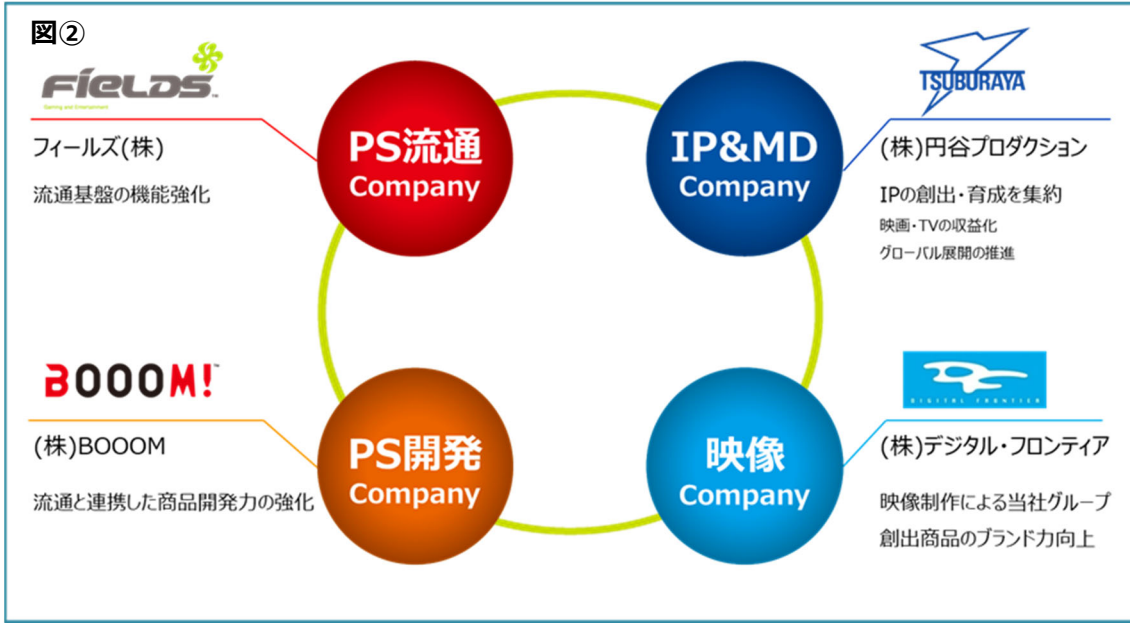 図②
FIELDS
Gaming and Entertainment
フィールズ(株)
流通基盤の機能強化
PS流通
Company
IP&MD
Company
TSUBURAYA
(株)円谷プロダクション
IPの創出・育成を集約
映画・TVの収益化
グローバル展開の推進
BOOOM!™
(株)BOOOM
流通と連携した商品開発力の強化
PS開発
Company
映像
Company
DIGITAL FRONTIER
(株)デジタル・フロンティア
映像制作による当社グループ
創出商品のブランド力向上